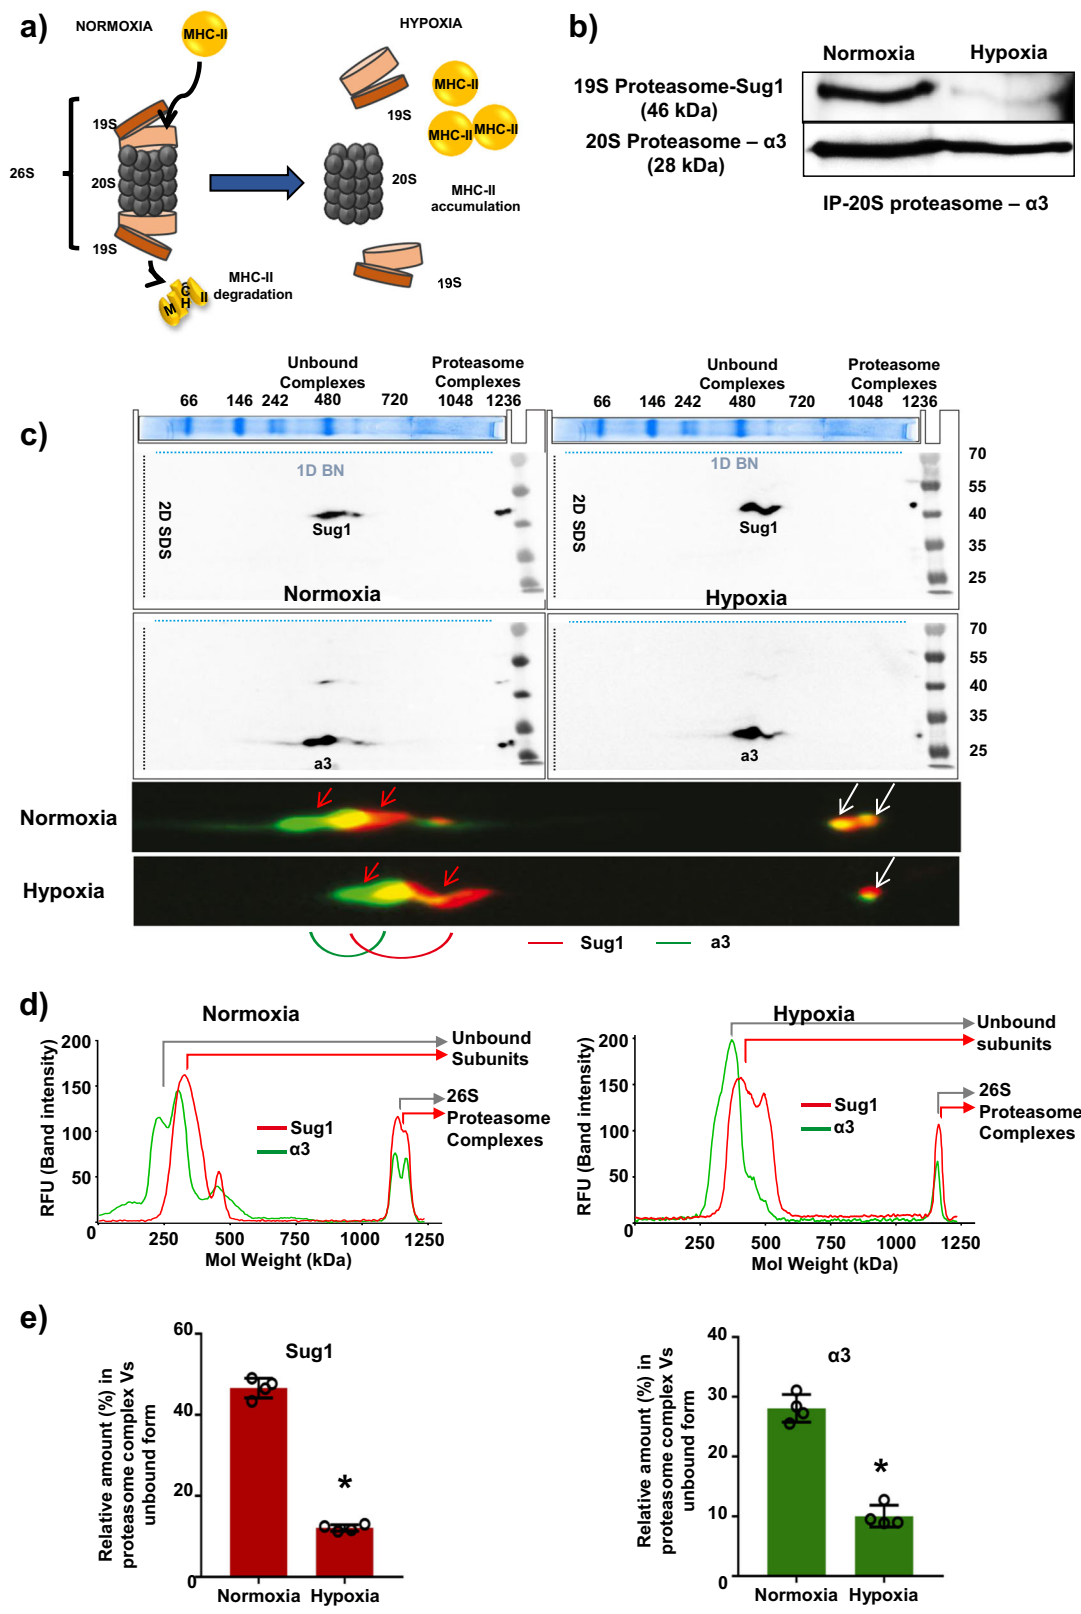 a)
NORMOXIA
MHC-II
HYPOXIA
MHC-II
MHC-II
MHC-II
19S
19S
26S
20S
20S
MHC-II
accumulation
19S
19S
MHC-II
degradation
M
H
C
II
b)
Normoxia
Hypoxia
19S Proteasome-Sug1
(46 kDa)
20S Proteasome – α3
(28 kDa)
IP-20S proteasome – α3
c)
Unbound
Complexes
Proteasome
Complexes
66 146 242 480 720 1048 1236
Unbound
Complexes
Proteasome
Complexes
66 146 242 480 720 1048 1236
1D BN
2D SDS
Sug1
Normoxia
1D BN
2D SDS
Sug1
Hypoxia
70
55
40
35
25
a3
a3
70
55
40
35
25
Normoxia
Hypoxia
Sug1
a3
d)
Normoxia
Unbound
Subunits
26S
Proteasome
Complexes
Sug1
α3
RFU (Band intensity)
200
150
100
50
0 250 500 750 1000 1250
Mol Weight (kDa)
Hypoxia
Unbound
subunits
26S
Proteasome
Complexes
Sug1
α3
RFU (Band intensity)
200
150
100
50
0 250 500 750 1000 1250
Mol Weight (kDa)
e)
Sug1
Relative amount (%) in
proteasome complex Vs
unbound form
60
40
20
0
*
Normoxia Hypoxia
α3
Relative amount (%) in
proteasome complex Vs
unbound form
40
30
20
10
0
*
Normoxia Hypoxia